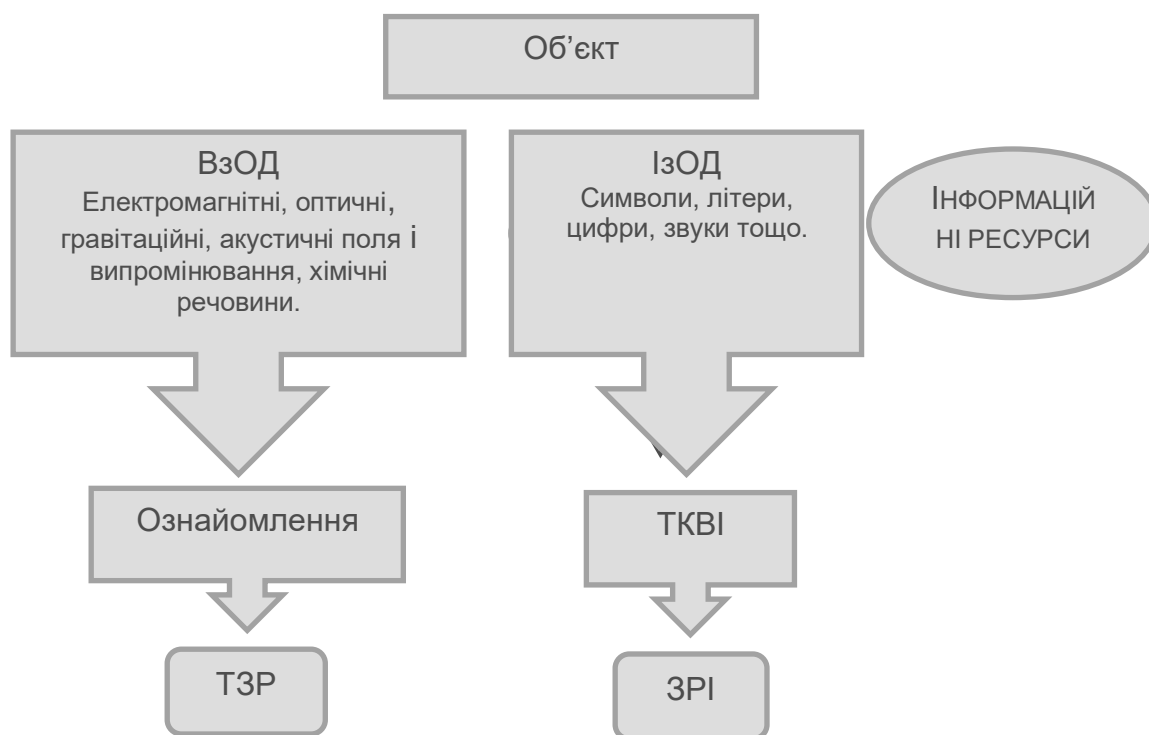 Об’єкт
ВзОД
Електромагнітні, оптичні,
гравітаційні, акустичні поля і
випромінювання, хімічні
речовини.
ІзОД
Символи, літери,
цифри, звуки тощо.
ІНФОРМАЦІЙ
НІ РЕСУРСИ
Ознайомлення
ТКВІ
ТЗР
ЗРІ